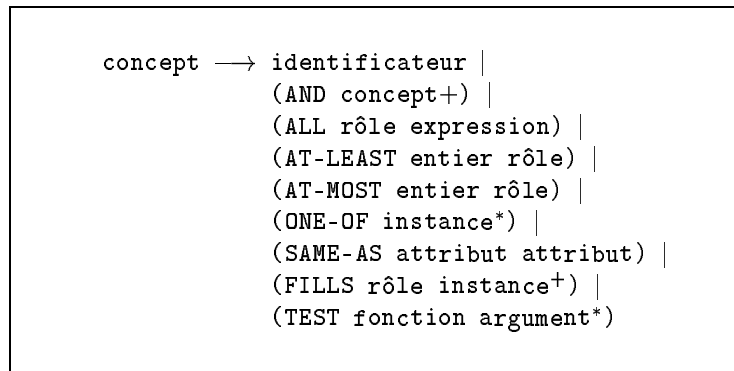 concept ⟶ identificateur |
(AND concept+) |
(ALL rôle expression) |
(AT-LEAST entier rôle) |
(AT-MOST entier rôle) |
(ONE-OF instance*) |
(SAME-AS attribut attribut) |
(FILLS rôle instance⁺) |
(TEST fonction argument*)